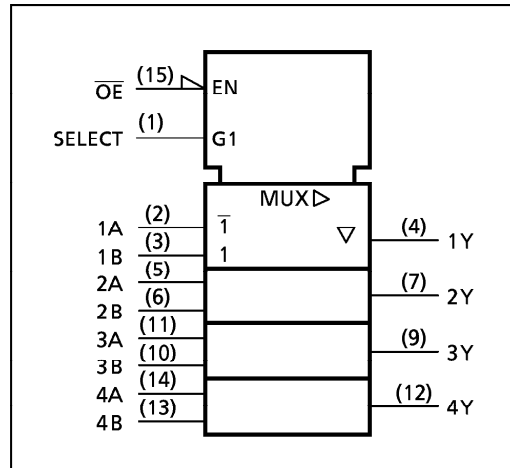 O̅E̅ (15) EN
SELECT (1) G1
MUX
1A (2) 1̅ (4) 1Y
1B (3) 1
2A (5) (7) 2Y
2B (6)
3A (11) (9) 3Y
3B (10)
4A (14) (12) 4Y
4B (13)